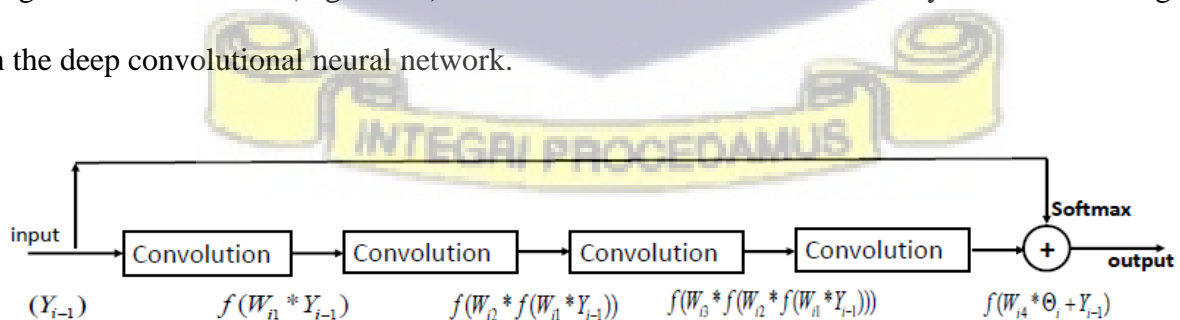 n the deep convolutional neural network.
INTEGRI PROCEDAMUS
Softmax
input
Convolution Convolution Convolution Convolution + output
(Y_{i-1}) f(W_{i1} * Y_{i-1}) f(W_{i2} * f(W_{i1} * Y_{i-1})) f(W_{i3} * f(W_{i2} * f(W_{i1} * Y_{i-1}))) f(W_{i4} * Θ_i + Y_{i-1})